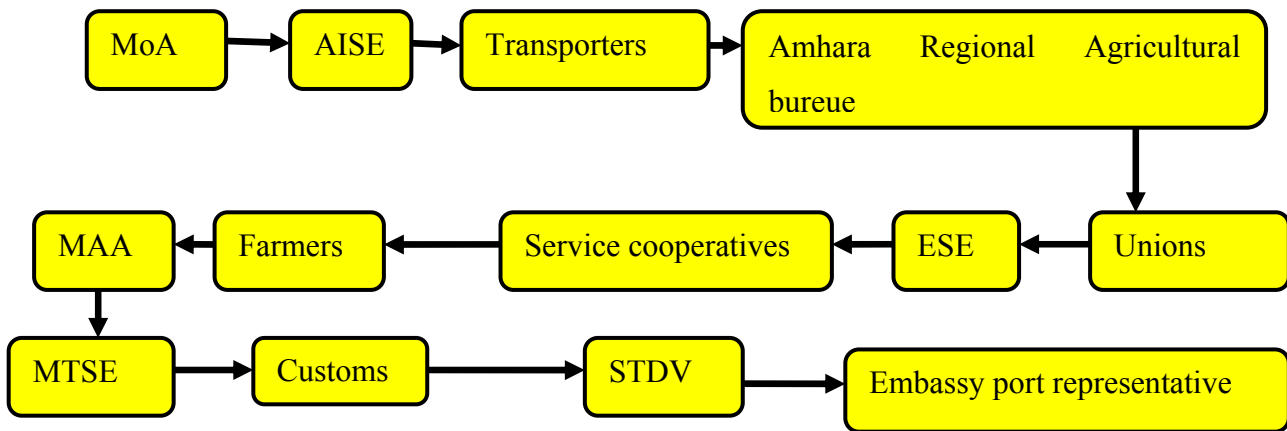 MoA
AISE
Transporters
Amhara Regional Agricultural
bureue
MAA
Farmers
Service cooperatives
ESE
Unions
MTSE
Customs
STDV
Embassy port representative